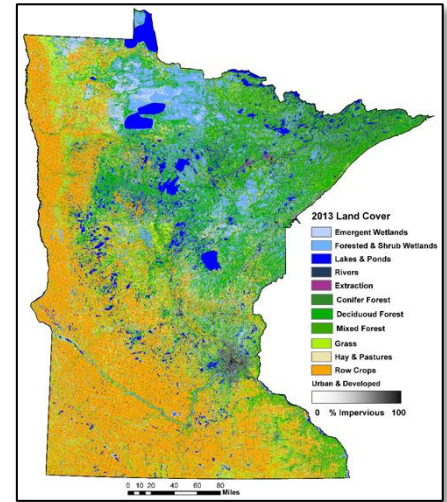 2013 Land Cover
Emergent Wetlands
Forested & Shrub Wetlands
Lakes & Ponds
Rivers
Extraction
Conifer Forest
Deciduoud Forest
Mixed Forest
Grass
Hay & Pastures
Row Crops
Urban & Developed
0 % Impervious 100
0 10 20 40 60 80
Miles